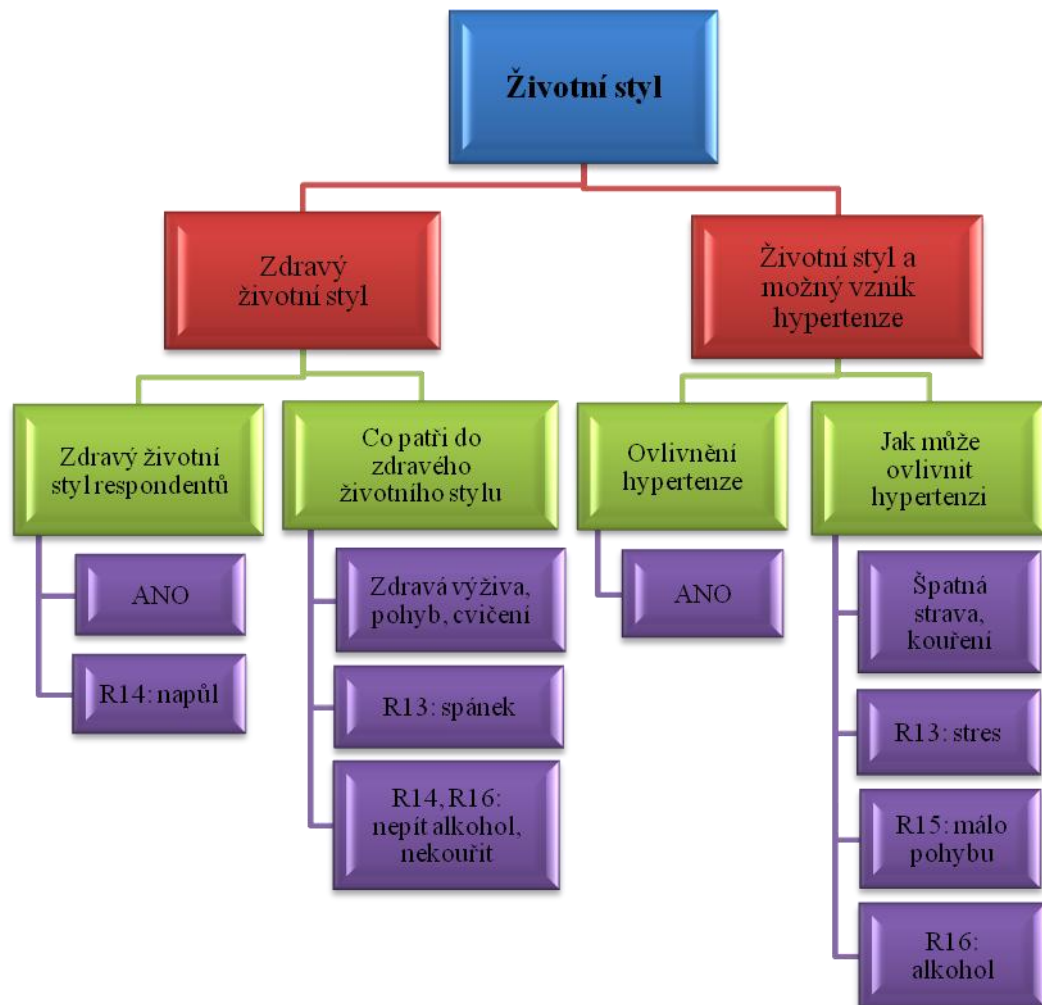 Životní styl
Zdravý
životní styl
Životní styl a
možný vznik
hypertenze
Zdravý životní
styl respondentů
Co patři do
zdravého
životního stylu
Ovlivnění
hypertenze
Jak může
ovlivnit
hypertenzi
ANO
R14: napůl
Zdravá výživa,
pohyb, cvičení
R13: spánek
R14, R16:
nepít alkohol,
nekouřit
ANO
Špatná
strava,
kouření
R13: stres
R15: málo
pohybu
R16:
alkohol